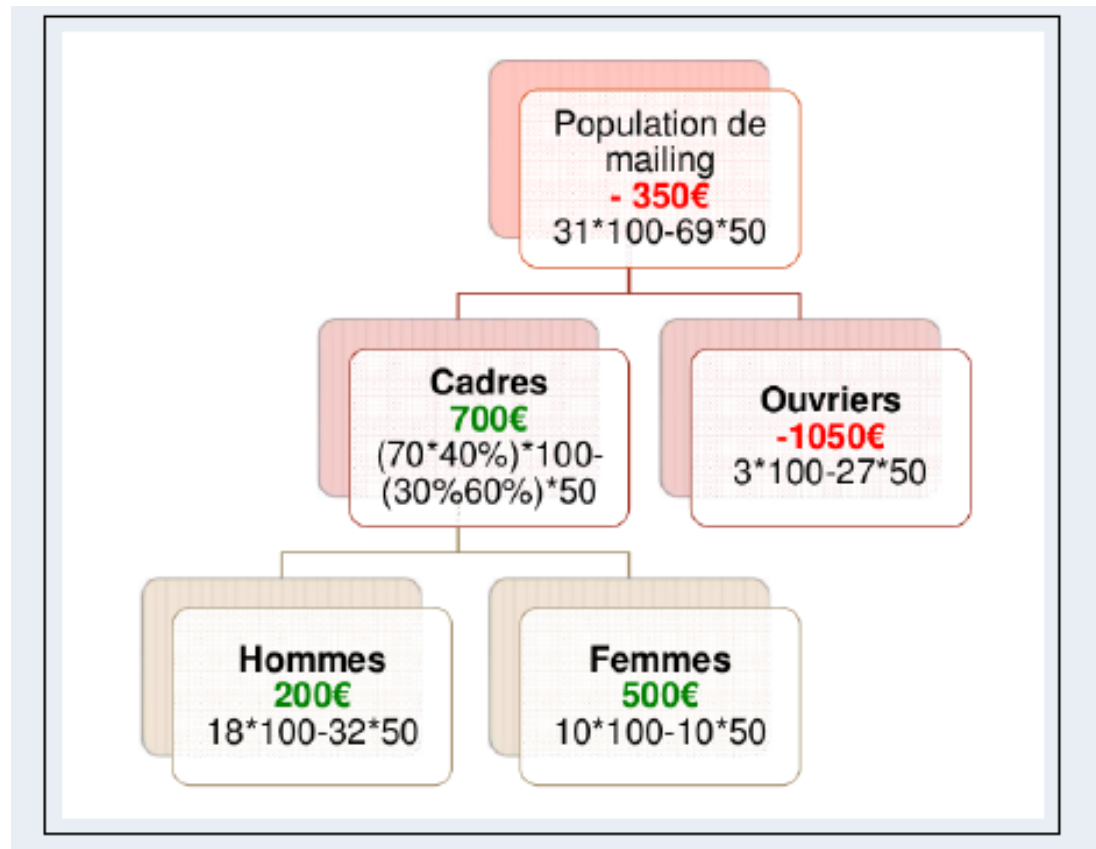 Population de
mailing
- 350€
31*100-69*50
Cadres
700€
(70*40%)*100-
(30%60%)*50
Ouvriers
-1050€
3*100-27*50
Hommes
200€
18*100-32*50
Femmes
500€
10*100-10*50